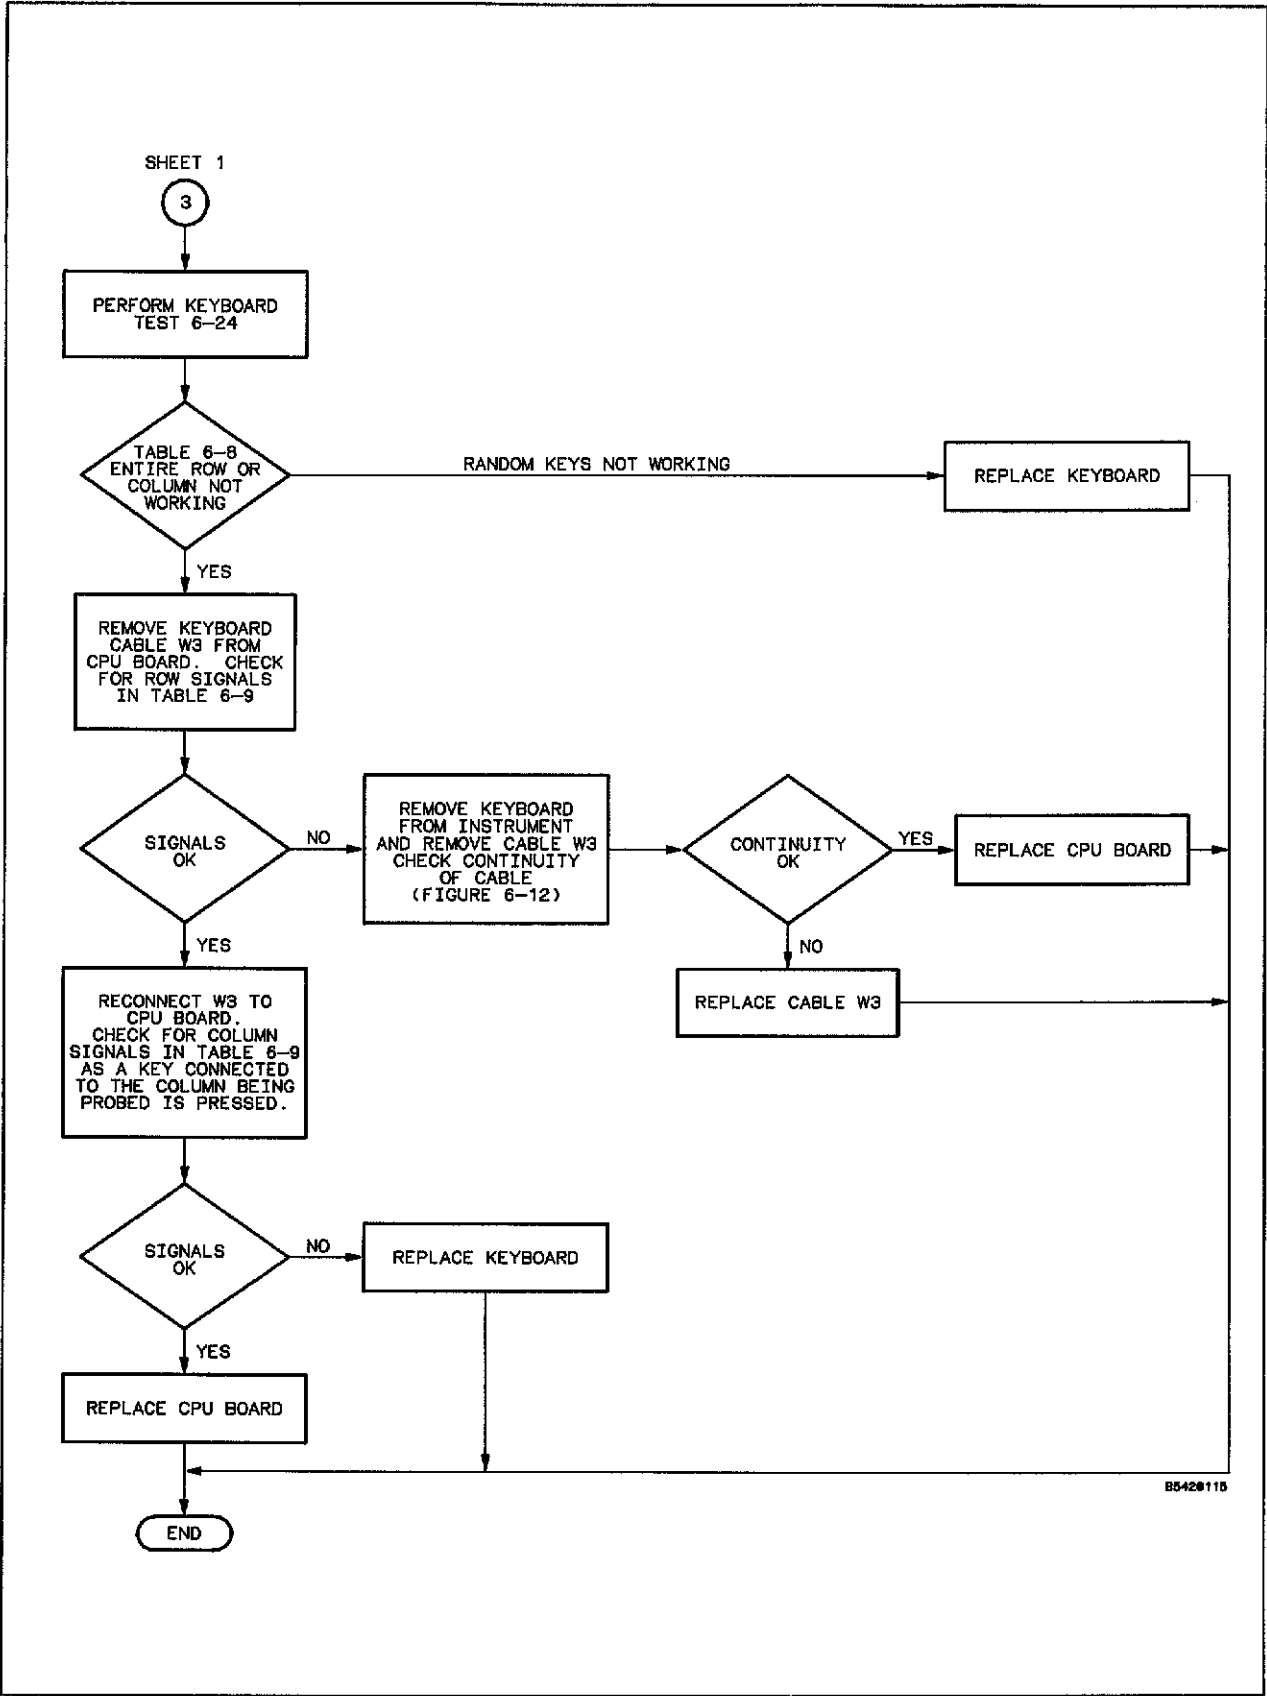 SHEET 1
3
PERFORM KEYBOARD
TEST 6-24
TABLE 6-8
ENTIRE ROW OR
COLUMN NOT
WORKING
RANDOM KEYS NOT WORKING
REPLACE KEYBOARD
YES
REMOVE KEYBOARD
CABLE W3 FROM
CPU BOARD. CHECK
FOR ROW SIGNALS
IN TABLE 6-9
SIGNALS
OK
NO
REMOVE KEYBOARD
FROM INSTRUMENT
AND REMOVE CABLE W3
CHECK CONTINUITY
OF CABLE
(FIGURE 6-12)
CONTINUITY
OK
YES
REPLACE CPU BOARD
NO
REPLACE CABLE W3
YES
RECONNECT W3 TO
CPU BOARD.
CHECK FOR COLUMN
SIGNALS IN TABLE 6-9
AS A KEY CONNECTED
TO THE COLUMN BEING
PROBED IS PRESSED.
SIGNALS
OK
NO
REPLACE KEYBOARD
YES
REPLACE CPU BOARD
END